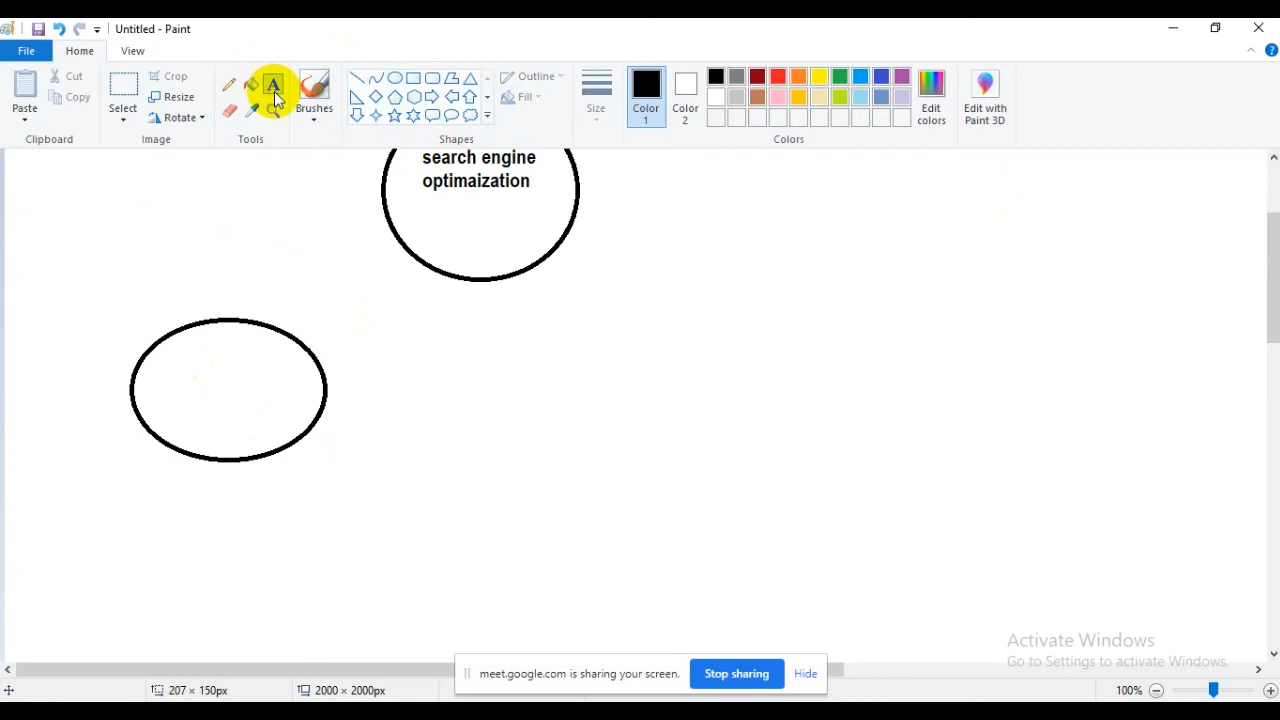 Untitled - Paint
File
Home
View
Paste
Cut
Copy
Clipboard
Select
Crop
Resize
Rotate
Image
A
Tools
Brushes
Shapes
Outline
Fill
Size
Color
1
Color
2
Colors
Edit
colors
Edit with
Paint 3D
search engine
optimaization
Activate Windows
Go to Settings to activate Windows.
meet.google.com is sharing your screen.
Stop sharing
Hide
207 × 150px
2000 × 2000px
100%